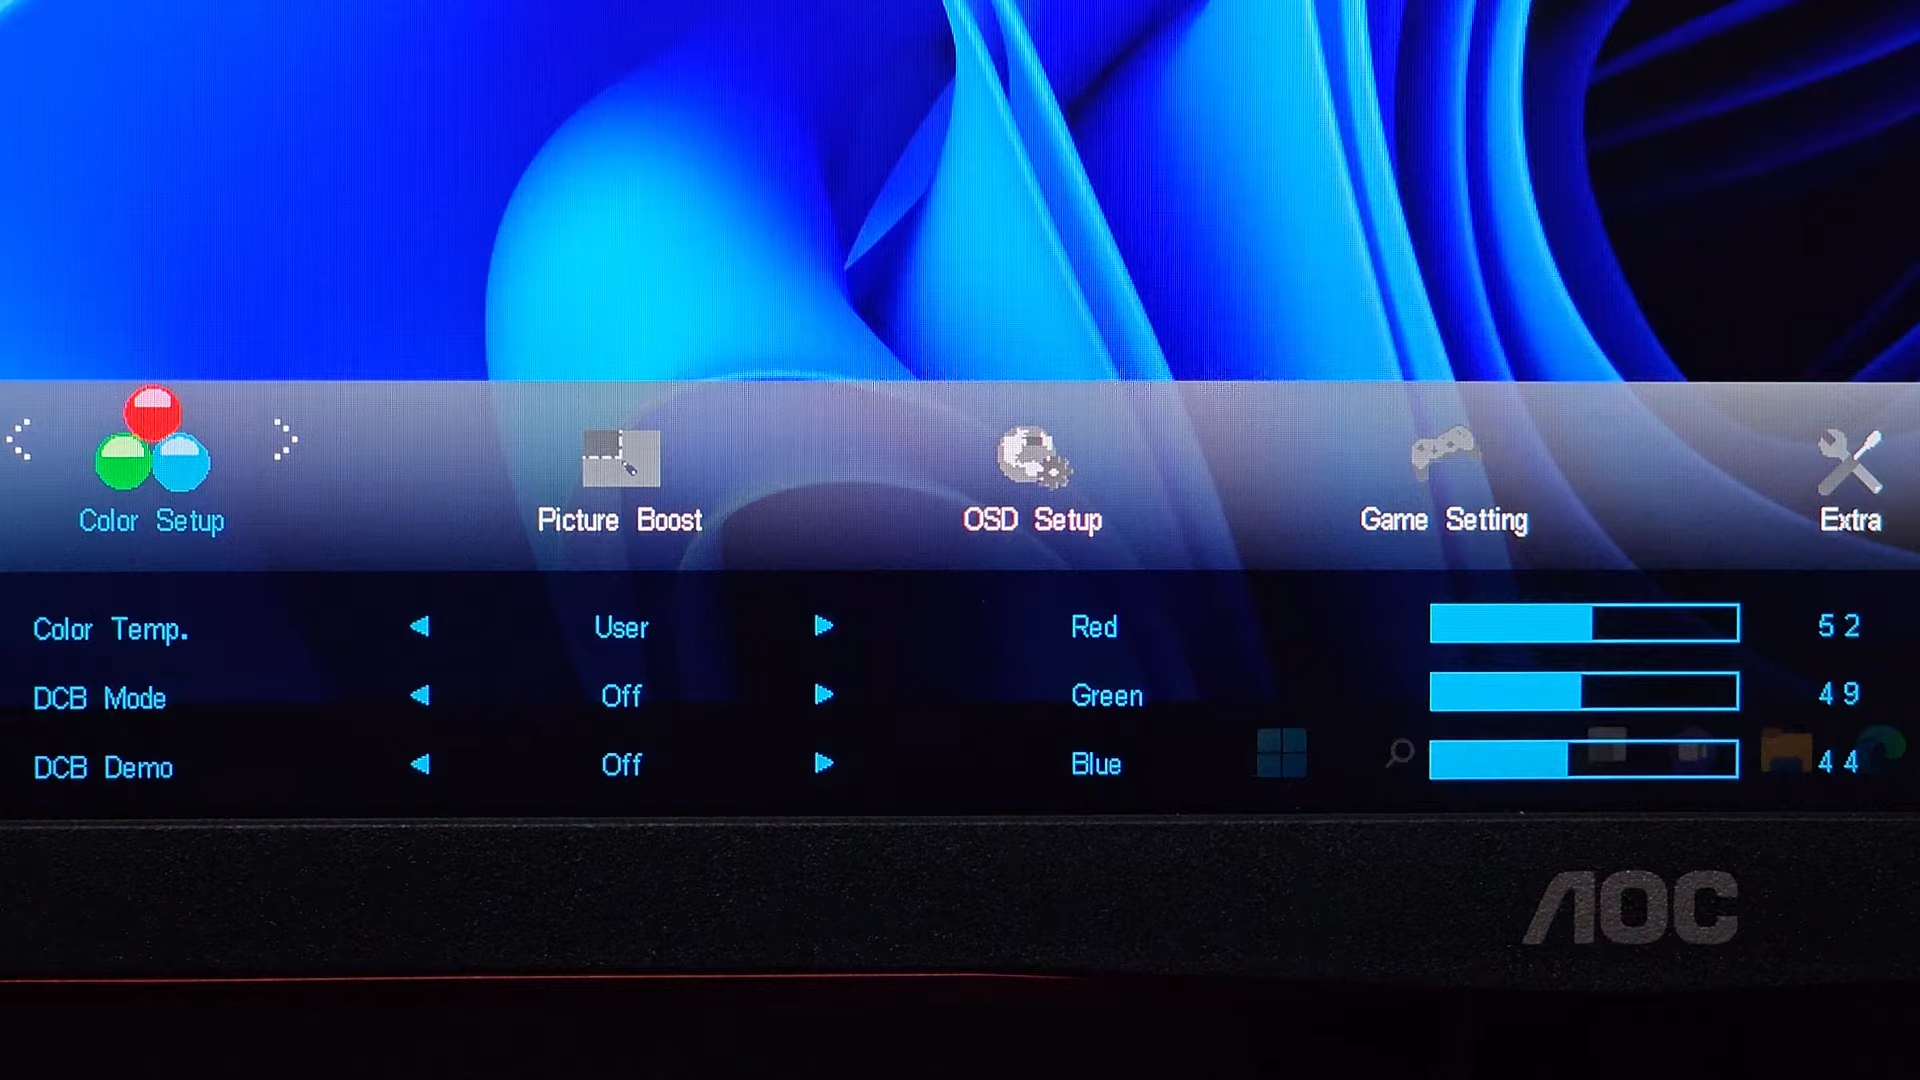 Color Setup
Picture Boost
OSD Setup
Game Setting
Extra
Color Temp. User Red 52
DCB Mode Off Green 49
DCB Demo Off Blue 44
AOC